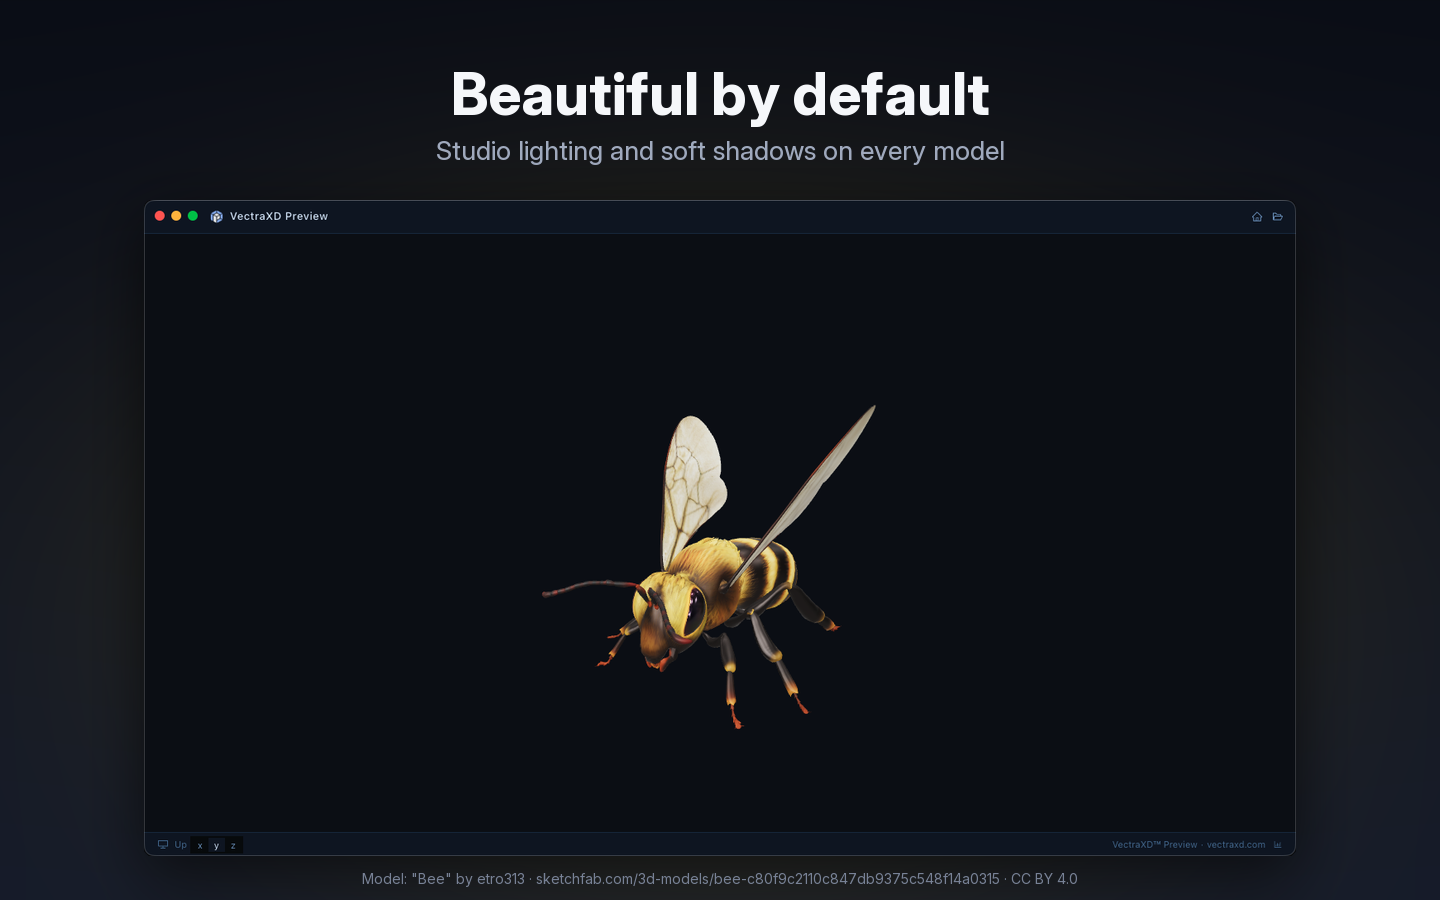 Beautiful by default
Studio lighting and soft shadows on every model
VectraXD Preview
Up x y z
VectraXD™ Preview · vectraxd.com
Model: "Bee" by etro313 · sketchfab.com/3d-models/bee-c80f9c2110c847db9375c548f14a0315 · CC BY 4.0